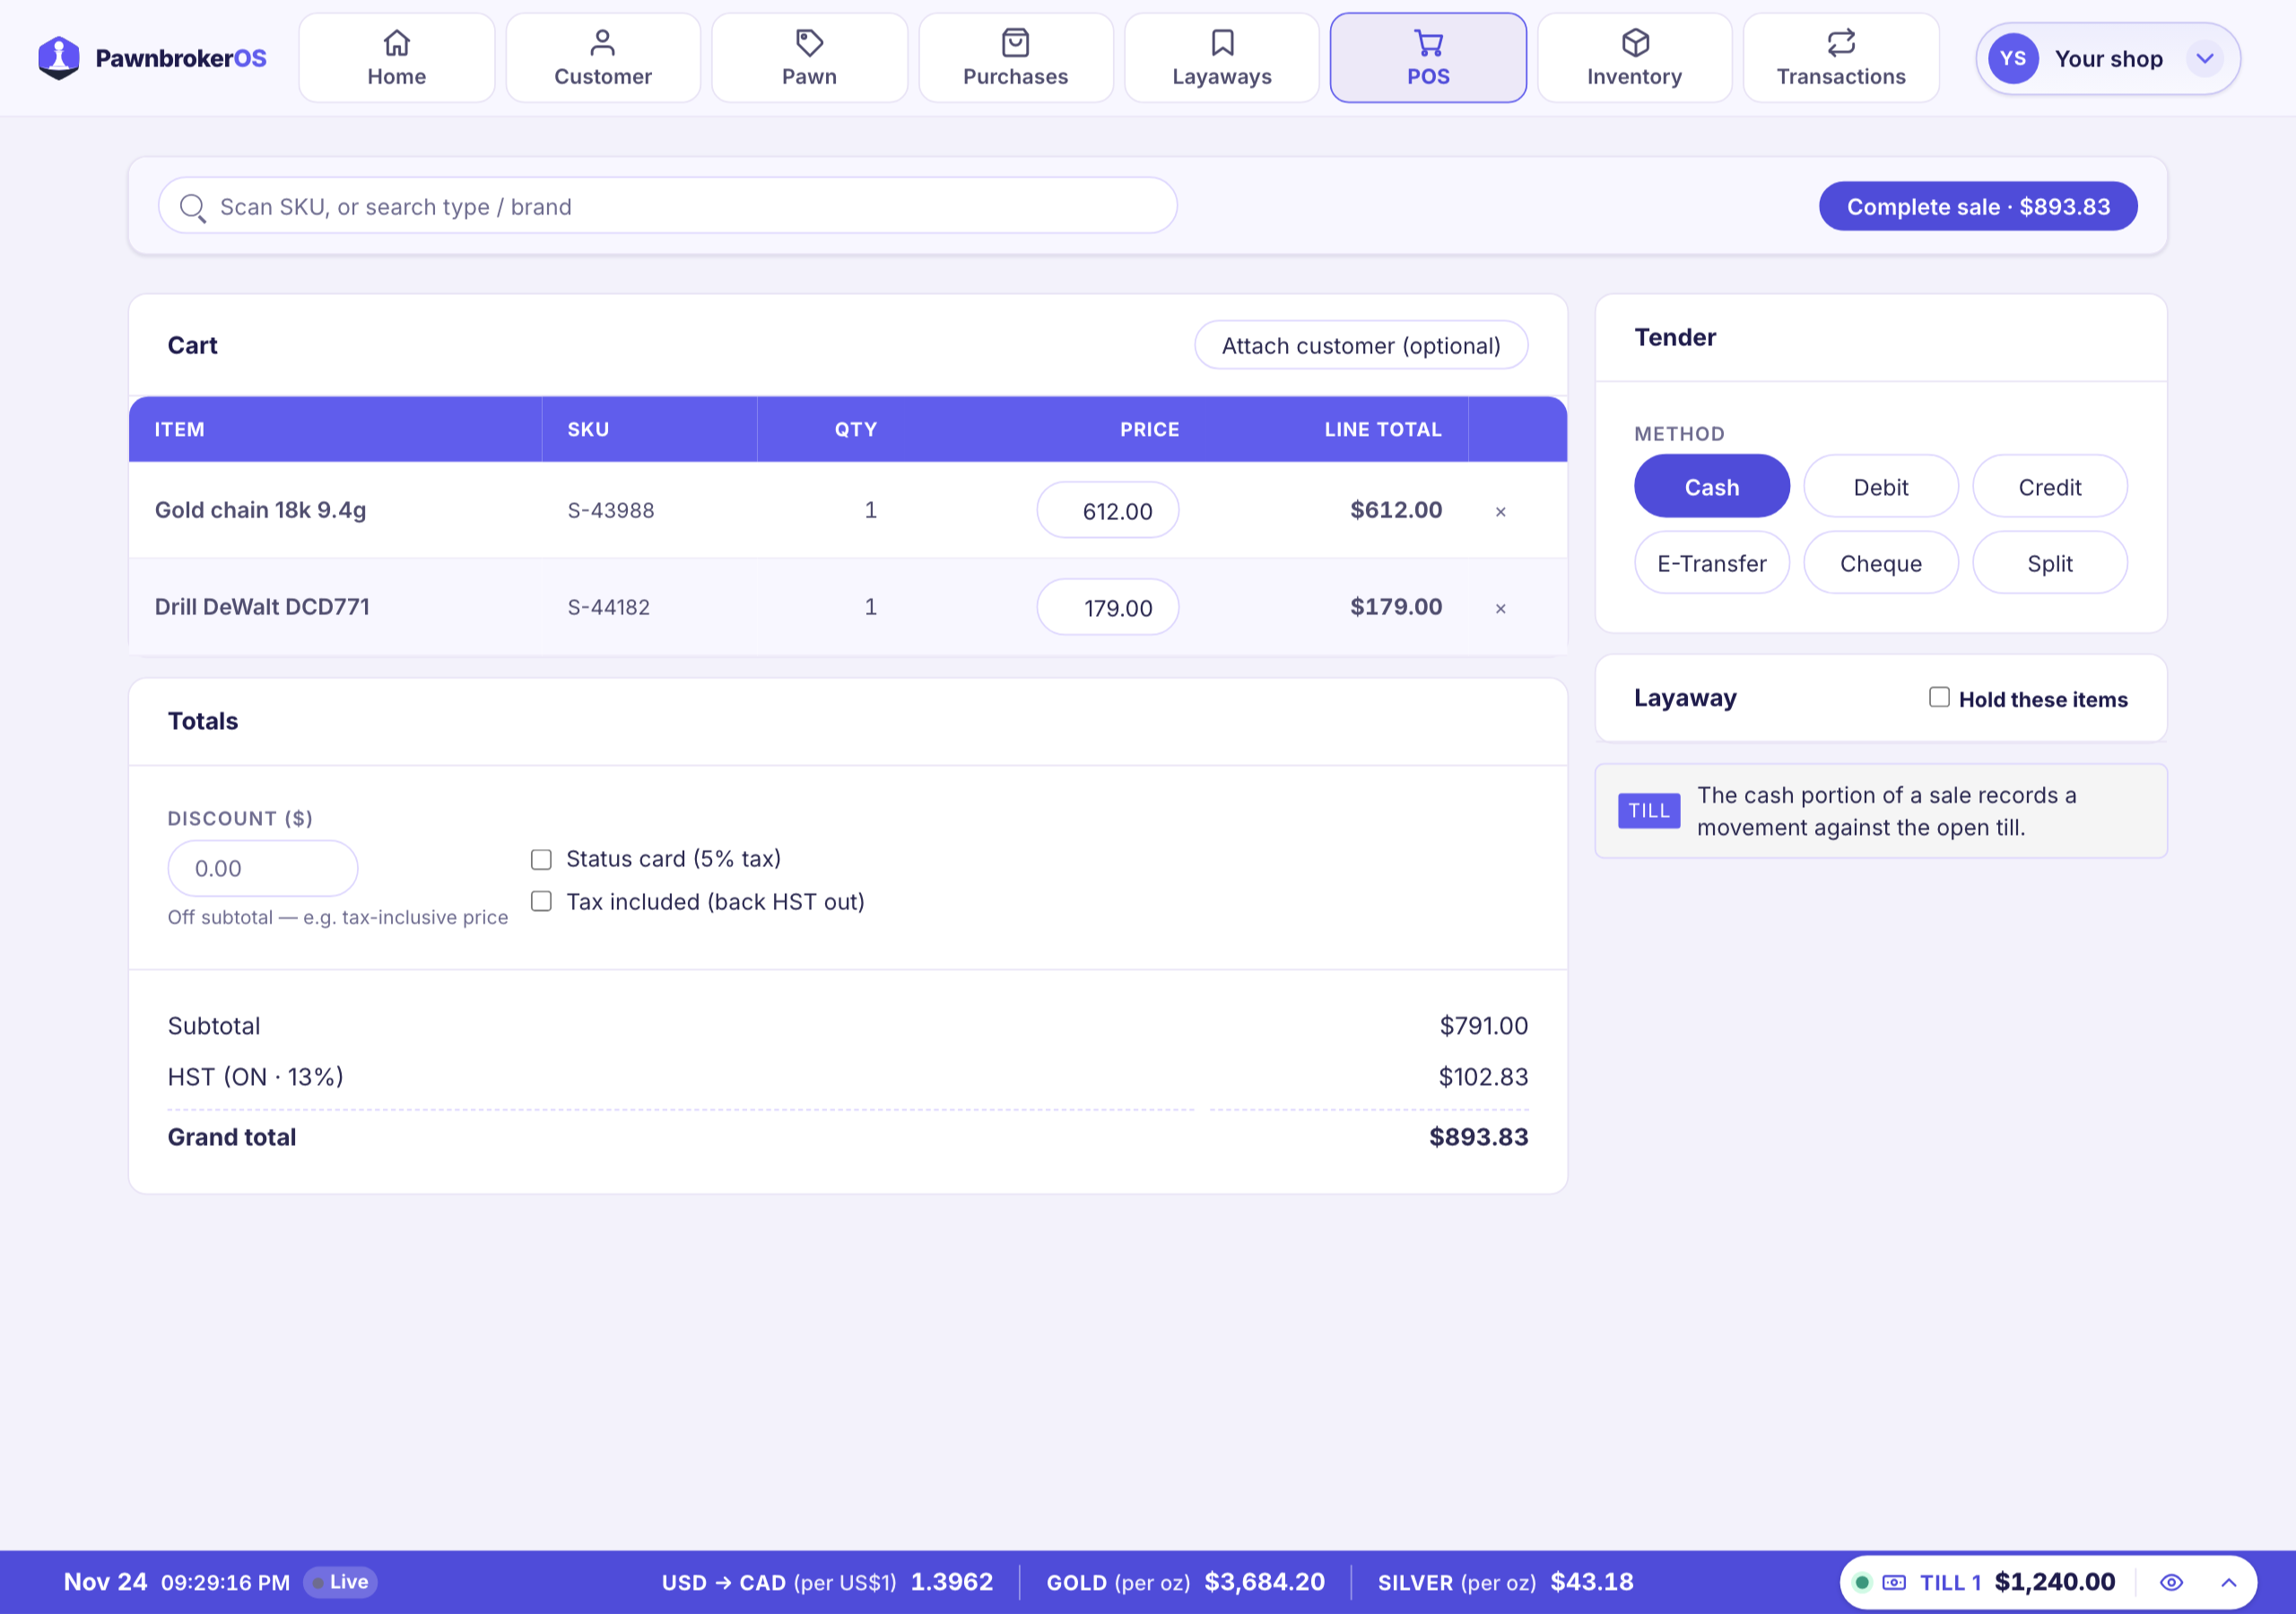 PawnbrokerOS
Home
Customer
Pawn
Purchases
Layaways
POS
Inventory
Transactions
YS Your shop
Scan SKU, or search type / brand
Complete sale · $893.83
Cart
Attach customer (optional)
ITEM SKU QTY PRICE LINE TOTAL
Gold chain 18k 9.4g S-43988 1 612.00 $612.00 ×
Drill DeWalt DCD771 S-44182 1 179.00 $179.00 ×
Totals
DISCOUNT ($)
0.00
Off subtotal — e.g. tax-inclusive price
Status card (5% tax)
Tax included (back HST out)
Subtotal $791.00
HST (ON · 13%) $102.83
Grand total $893.83
Tender
METHOD
Cash Debit Credit
E-Transfer Cheque Split
Layaway Hold these items
TILL
The cash portion of a sale records a
movement against the open till.
Nov 24 09:29:16 PM Live
USD → CAD (per US$1) 1.3962
GOLD (per oz) $3,684.20
SILVER (per oz) $43.18
TILL 1 $1,240.00